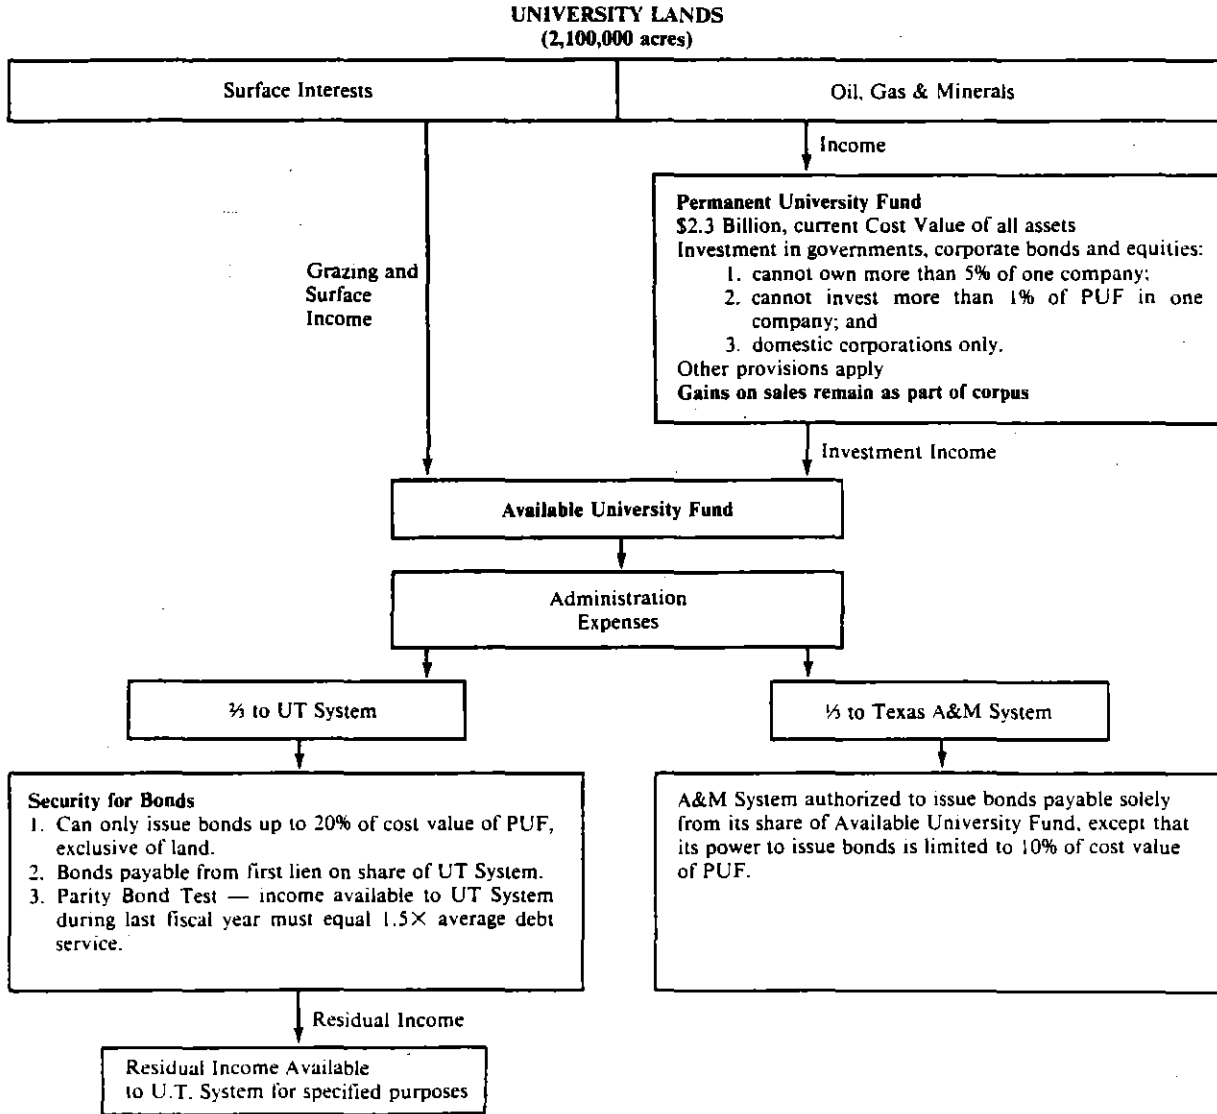 UNIVERSITY LANDS
(2,100,000 acres)
Surface Interests
Oil, Gas & Minerals
Income
Permanent University Fund
$2.3 Billion, current Cost Value of all assets
Investment in governments, corporate bonds and equities:
1. cannot own more than 5% of one company;
2. cannot invest more than 1% of PUF in one
company; and
3. domestic corporations only.
Other provisions apply
Gains on sales remain as part of corpus
Grazing and
Surface
Income
Investment Income
Available University Fund
Administration
Expenses
⅔ to UT System
⅓ to Texas A&M System
Security for Bonds
1. Can only issue bonds up to 20% of cost value of PUF,
exclusive of land.
2. Bonds payable from first lien on share of UT System.
3. Parity Bond Test — income available to UT System
during last fiscal year must equal 1.5× average debt
service.
A&M System authorized to issue bonds payable solely
from its share of Available University Fund, except that
its power to issue bonds is limited to 10% of cost value
of PUF.
Residual Income
Residual Income Available
to U.T. System for specified purposes